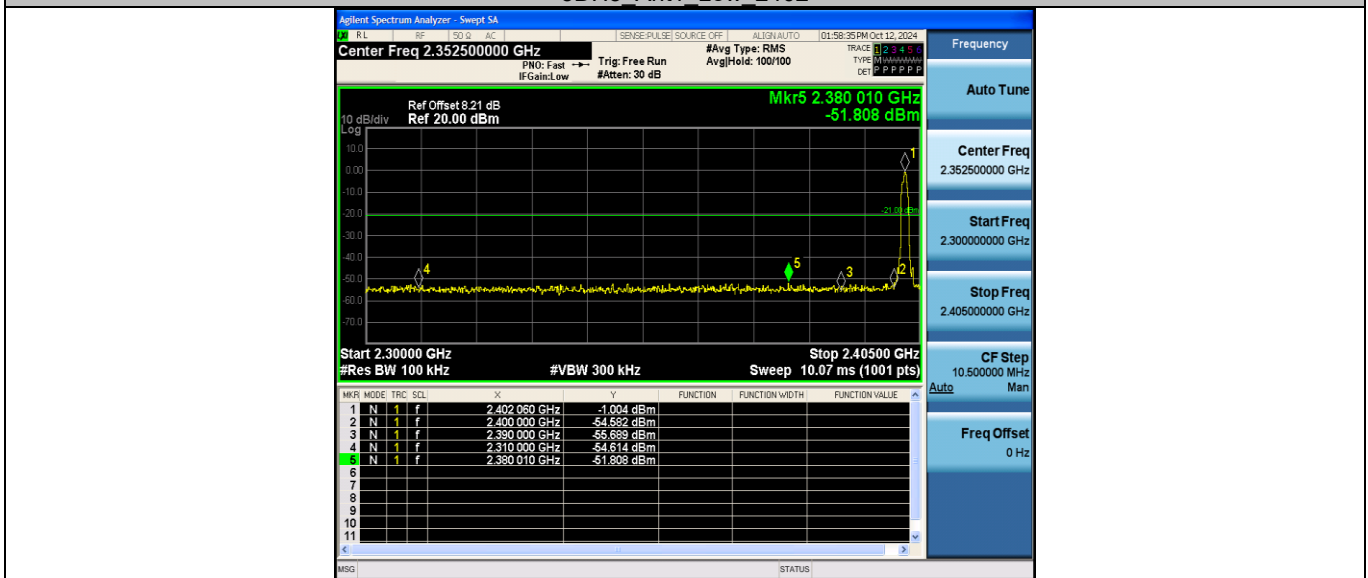 Agilent Spectrum Analyzer - Swept SA
RL RF 50 Ω AC SENSE:PULSE SOURCE OFF ALIGN AUTO 01:58:35 PM Oct 12, 2024
Center Freq 2.352500000 GHz
PNO: Fast
IFGain:Low
Trig: Free Run
#Atten: 30 dB
#Avg Type: RMS
Avg|Hold: 100/100
TRACE 1 2 3 4 5 6
TYPE M
DET P P P P P P
Ref Offset 8.21 dB
10 dB/div Ref 20.00 dBm
Log
Mkr5 2.380 010 GHz
-51.808 dBm
10.0
0.00
-10.0
-20.0
-30.0
-40.0
-50.0
-60.0
-70.0
-21.00 dBm
1
4
5
3
2
Start 2.30000 GHz Stop 2.40500 GHz
#Res BW 100 kHz #VBW 300 kHz Sweep 10.07 ms (1001 pts)
MKR MODE TRC SCL X Y FUNCTION FUNCTION WIDTH FUNCTION VALUE
1 N 1 f 2.402 060 GHz -1.004 dBm
2 N 1 f 2.400 000 GHz -54.582 dBm
3 N 1 f 2.390 000 GHz -55.689 dBm
4 N 1 f 2.310 000 GHz -54.614 dBm
5 N 1 f 2.380 010 GHz -51.808 dBm
6
7
8
9
10
11
MSG STATUS
Frequency
Auto Tune
Center Freq
2.352500000 GHz
Start Freq
2.300000000 GHz
Stop Freq
2.405000000 GHz
CF Step
10.500000 MHz
Auto Man
Freq Offset
0 Hz